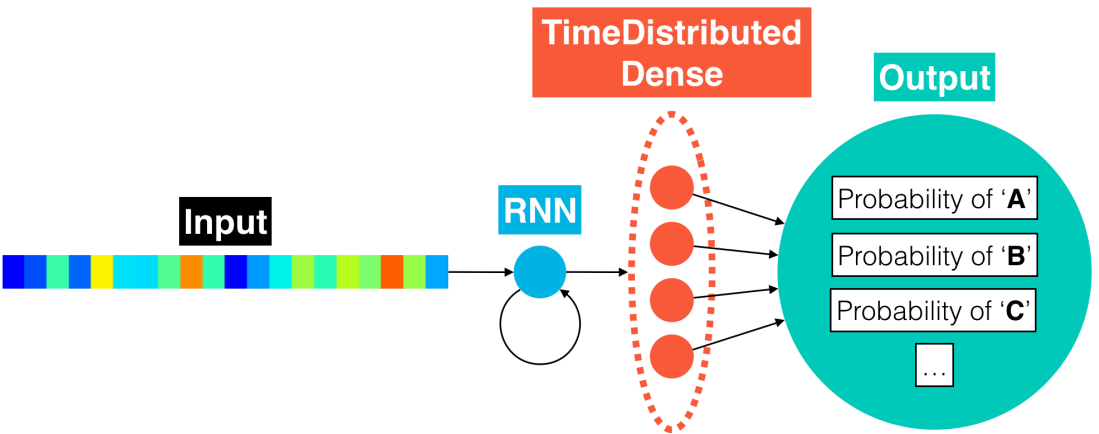 TimeDistributed
Dense
Output
Input
RNN
Probability of ‘A’
Probability of ‘B’
Probability of ‘C’
...